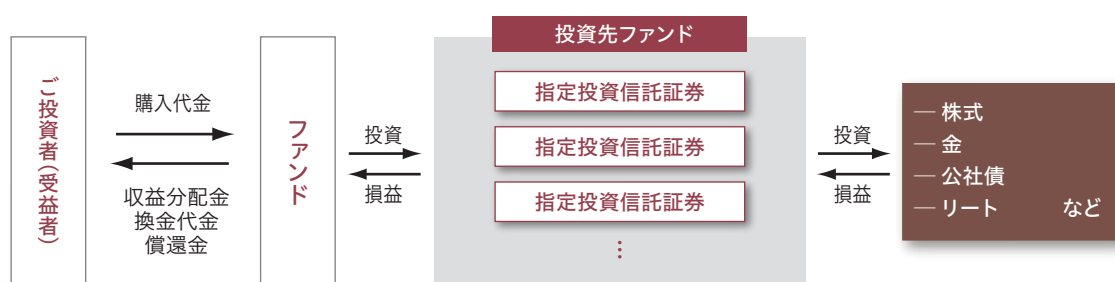 ご投資者(受益者)
購入代金
収益分配金
換金代金
償還金
ファンド
投資
損益
投資先ファンド
指定投資信託証券
指定投資信託証券
指定投資信託証券
⋮
投資
損益
― 株式
― 金
― 公社債
― リート など